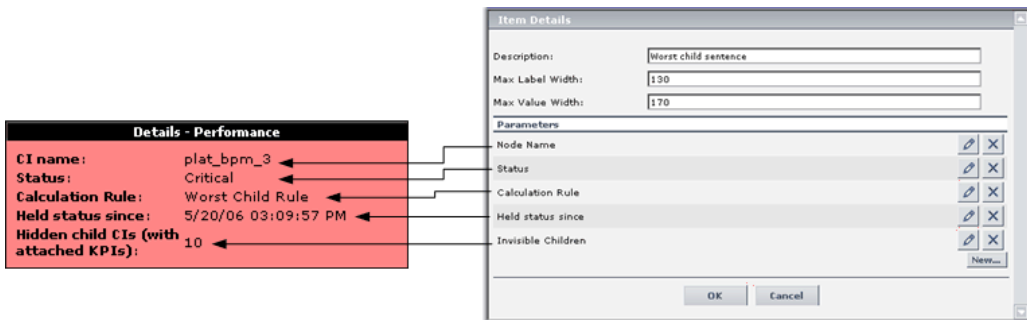 Details - Performance
CI name: plat_bpm_3
Status: Critical
Calculation Rule: Worst Child Rule
Held status since: 5/20/06 03:09:57 PM
Hidden child CIs (with
attached KPIs): 10
Item Details
Description: Worst child sentence
Max Label Width: 130
Max Value Width: 170
Parameters
Node Name
Status
Calculation Rule
Held status since
Invisible Children
New...
OK Cancel